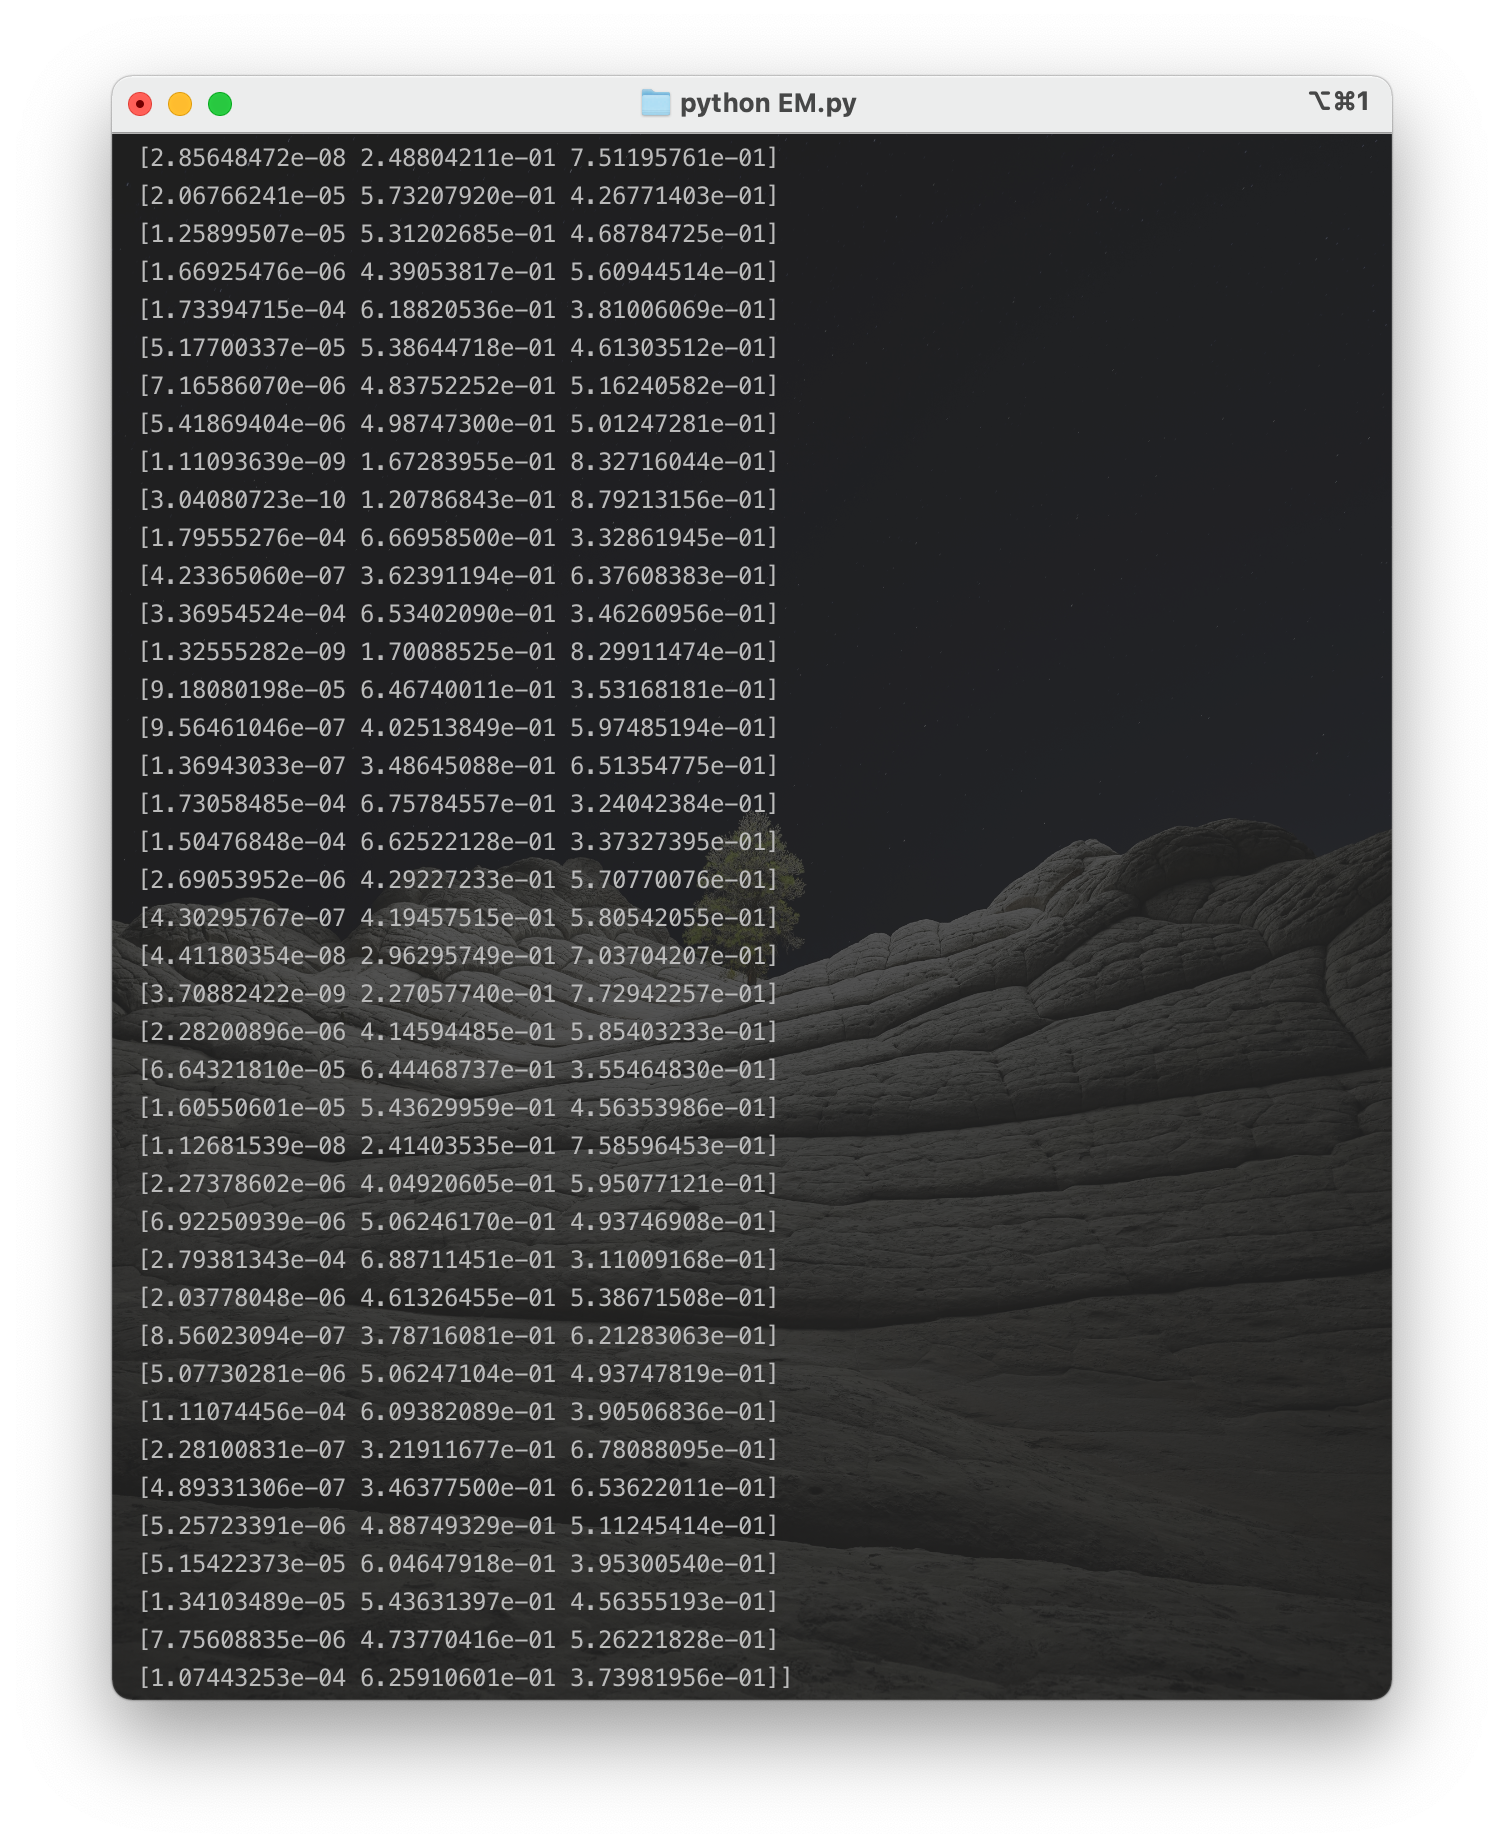 python EM.py
⌥⌘1
[2.85648472e-08 2.48804211e-01 7.51195761e-01]
[2.06766241e-05 5.73207920e-01 4.26771403e-01]
[1.25899507e-05 5.31202685e-01 4.68784725e-01]
[1.66925476e-06 4.39053817e-01 5.60944514e-01]
[1.73394715e-04 6.18820536e-01 3.81006069e-01]
[5.17700337e-05 5.38644718e-01 4.61303512e-01]
[7.16586070e-06 4.83752252e-01 5.16240582e-01]
[5.41869404e-06 4.98747300e-01 5.01247281e-01]
[1.11093639e-09 1.67283955e-01 8.32716044e-01]
[3.04080723e-10 1.20786843e-01 8.79213156e-01]
[1.79555276e-04 6.66958500e-01 3.32861945e-01]
[4.23365060e-07 3.62391194e-01 6.37608383e-01]
[3.36954524e-04 6.53402090e-01 3.46260956e-01]
[1.32555282e-09 1.70088525e-01 8.29911474e-01]
[9.18080198e-05 6.46740011e-01 3.53168181e-01]
[9.56461046e-07 4.02513849e-01 5.97485194e-01]
[1.36943033e-07 3.48645088e-01 6.51354775e-01]
[1.73058485e-04 6.75784557e-01 3.24042384e-01]
[1.50476848e-04 6.62522128e-01 3.37327395e-01]
[2.69053952e-06 4.29227233e-01 5.70770076e-01]
[4.30295767e-07 4.19457515e-01 5.80542055e-01]
[4.41180354e-08 2.96295749e-01 7.03704207e-01]
[3.70882422e-09 2.27057740e-01 7.72942257e-01]
[2.28200896e-06 4.14594485e-01 5.85403233e-01]
[6.64321810e-05 6.44468737e-01 3.55464830e-01]
[1.60550601e-05 5.43629959e-01 4.56353986e-01]
[1.12681539e-08 2.41403535e-01 7.58596453e-01]
[2.27378602e-06 4.04920605e-01 5.95077121e-01]
[6.92250939e-06 5.06246170e-01 4.93746908e-01]
[2.79381343e-04 6.88711451e-01 3.11009168e-01]
[2.03778048e-06 4.61326455e-01 5.38671508e-01]
[8.56023094e-07 3.78716081e-01 6.21283063e-01]
[5.07730281e-06 5.06247104e-01 4.93747819e-01]
[1.11074456e-04 6.09382089e-01 3.90506836e-01]
[2.28100831e-07 3.21911677e-01 6.78088095e-01]
[4.89331306e-07 3.46377500e-01 6.53622011e-01]
[5.25723391e-06 4.88749329e-01 5.11245414e-01]
[5.15422373e-05 6.04647918e-01 3.95300540e-01]
[1.34103489e-05 5.43631397e-01 4.56355193e-01]
[7.75608835e-06 4.73770416e-01 5.26221828e-01]
[1.07443253e-04 6.25910601e-01 3.73981956e-01]]